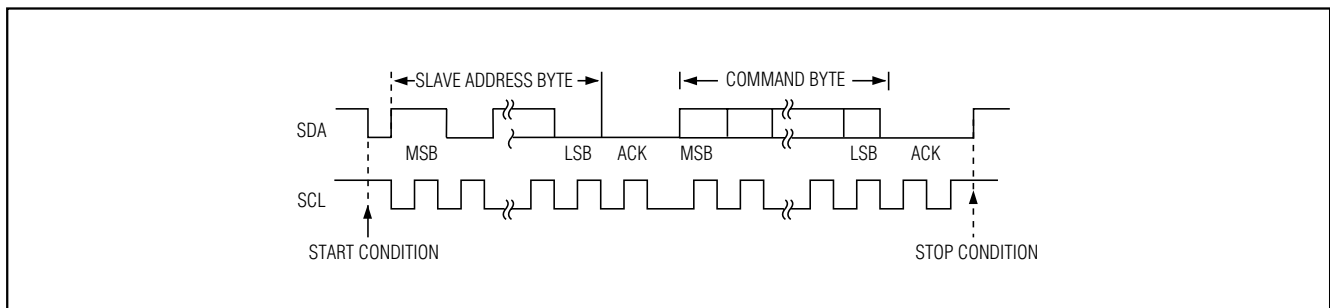 SLAVE ADDRESS BYTE COMMAND BYTE
SDA
MSB LSB ACK MSB LSB ACK
SCL
START CONDITION STOP CONDITION